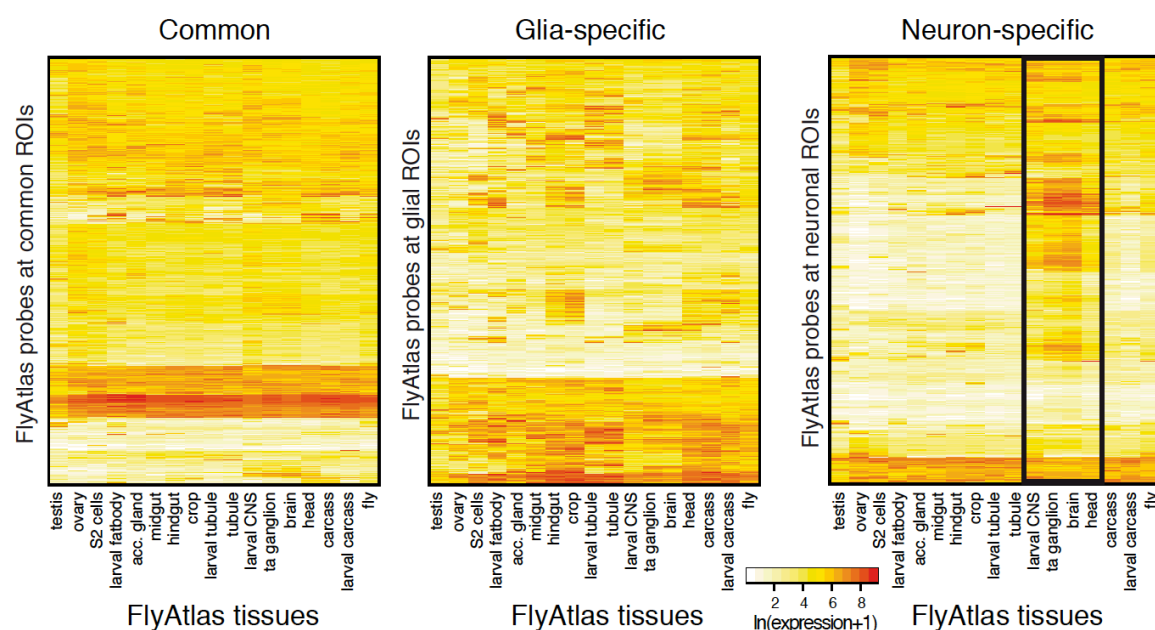 Common
Glia-specific
Neuron-specific
FlyAtlas probes at common ROIs
FlyAtlas probes at glial ROIs
FlyAtlas probes at neuronal ROIs
testis
ovary
S2 cells
larval fatbody
acc. gland
midgut
hindgut
crop
larval tubule
tubule
larval CNS
ta ganglion
brain
head
carcass
larval carcass
fly
testis
ovary
S2 cells
larval fatbody
acc. gland
midgut
hindgut
crop
larval tubule
tubule
larval CNS
ta ganglion
brain
head
carcass
larval carcass
fly
testis
ovary
S2 cells
larval fatbody
acc. gland
midgut
hindgut
crop
larval tubule
tubule
larval CNS
ta ganglion
brain
head
carcass
larval carcass
fly
2 4 6 8
ln(expression+1)
FlyAtlas tissues
FlyAtlas tissues
FlyAtlas tissues